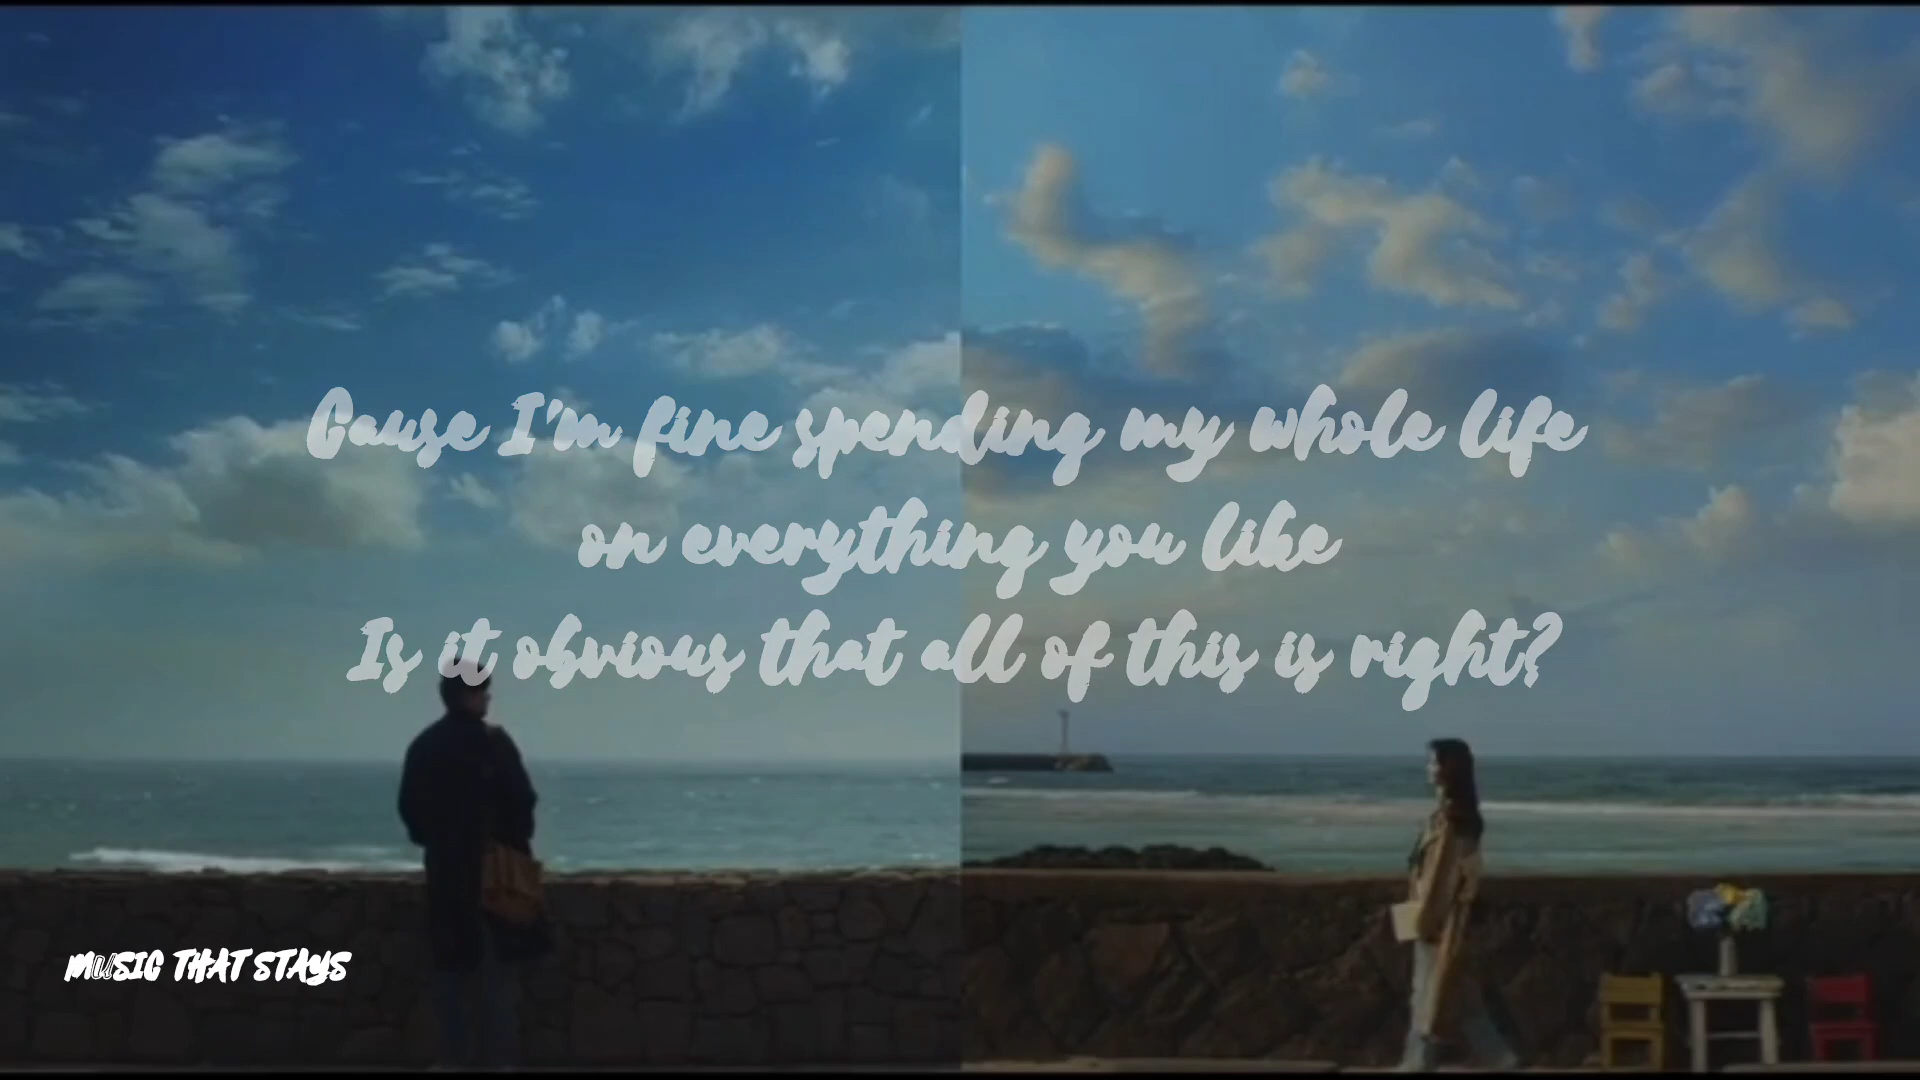 Cause I'm fine spending my whole life
on everything you like
Is it obvious that all of this is right?
MUSIC THAT STAYS